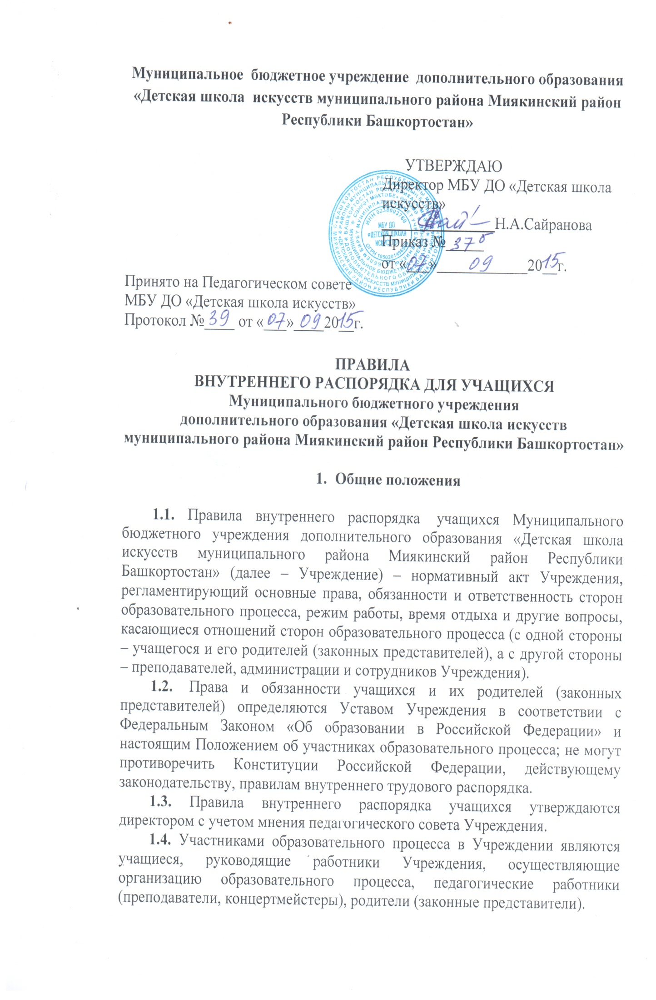 Муниципальное бюджетное учреждение дополнительного образования
«Детская школа искусств муниципального района Миякинский район
Республики Башкортостан»
УТВЕРЖДАЮ
Директор МБУ ДО «Детская школа
искусств»
Н.А.Сайранова
Приказ № 37б
от «07» 09 2015г.
ИНН 0238003760
МБУ ДО
«ДЕТСКАЯ ШКОЛА
ИСКУССТВ»
Принято на Педагогическом совете
МБУ ДО «Детская школа искусств»
Протокол № 39 от «07» 09 2015г.
ПРАВИЛА
ВНУТРЕННЕГО РАСПОРЯДКА ДЛЯ УЧАЩИХСЯ
Муниципального бюджетного учреждения
дополнительного образования «Детская школа искусств
муниципального района Миякинский район Республики Башкортостан»
1. Общие положения
1.1. Правила внутреннего распорядка учащихся Муниципального
бюджетного учреждения дополнительного образования «Детская школа
искусств муниципального района Миякинский район Республики
Башкортостан» (далее – Учреждение) – нормативный акт Учреждения,
регламентирующий основные права, обязанности и ответственность сторон
образовательного процесса, режим работы, время отдыха и другие вопросы,
касающиеся отношений сторон образовательного процесса (с одной стороны
– учащегося и его родителей (законных представителей), а с другой стороны
– преподавателей, администрации и сотрудников Учреждения).
1.2. Права и обязанности учащихся и их родителей (законных
представителей) определяются Уставом Учреждения в соответствии с
Федеральным Законом «Об образовании в Российской Федерации» и
настоящим Положением об участниках образовательного процесса; не могут
противоречить Конституции Российской Федерации, действующему
законодательству, правилам внутреннего трудового распорядка.
1.3. Правила внутреннего распорядка учащихся утверждаются
директором с учетом мнения педагогического совета Учреждения.
1.4. Участниками образовательного процесса в Учреждении являются
учащиеся, руководящие работники Учреждения, осуществляющие
организацию образовательного процесса, педагогические работники
(преподаватели, концертмейстеры), родители (законные представители).